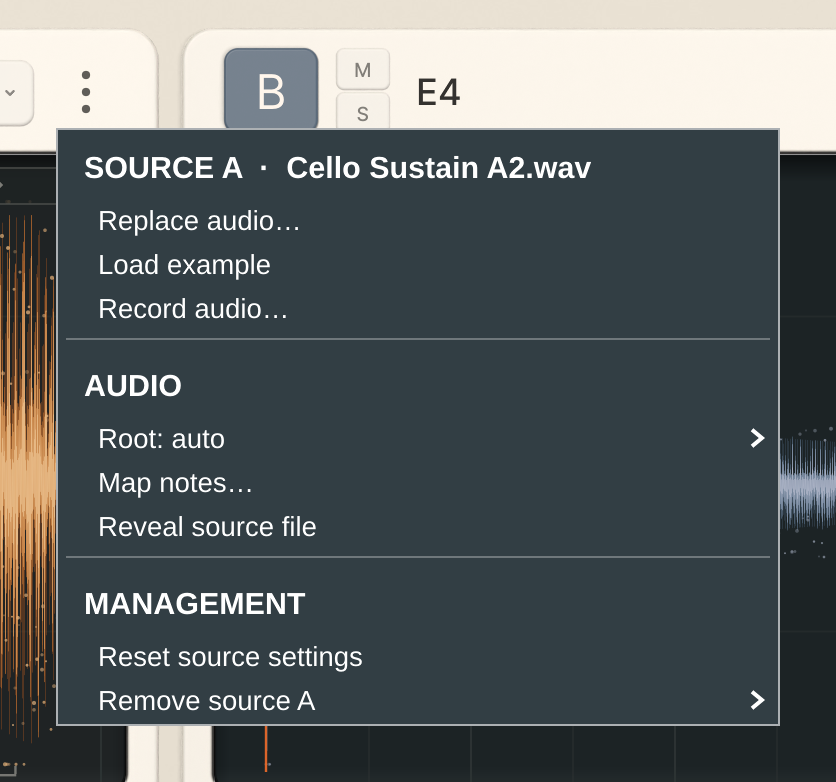 B
M
S
E4
SOURCE A · Cello Sustain A2.wav
Replace audio…
Load example
Record audio…
AUDIO
Root: auto
Map notes…
Reveal source file
MANAGEMENT
Reset source settings
Remove source A